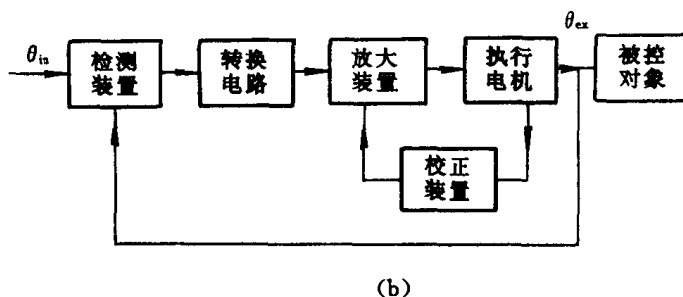 θin
检测
装置
转换
电路
放大
装置
执行
电机
θex
被控
对象
校正
装置
(b)